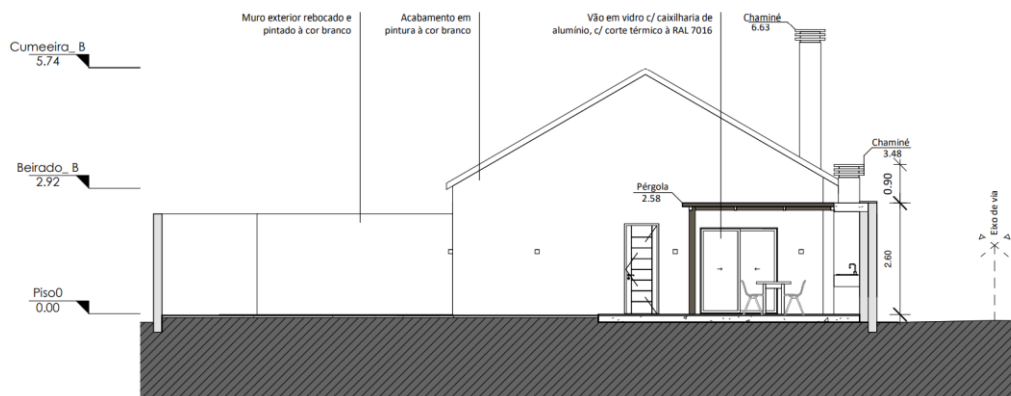 Muro exterior rebocado e
pintado à cor branco
Acabamento em
pintura à cor branco
Vão em vidro c/ caixilharia de
alumínio, c/ corte térmico à RAL 7016
Chaminé
6.63
Cumeeira_ B
5.74
Chaminé
3.48
Beirado_ B
2.92
0.90
Pérgola
2.58
Eixo de via
2.60
Piso0
0.00